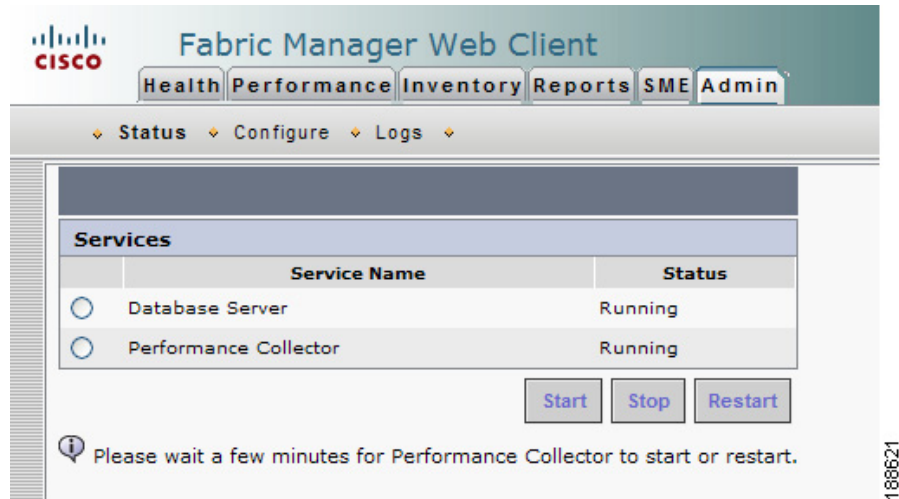 CISCO
Fabric Manager Web Client
Health Performance Inventory Reports SME Admin
Status Configure Logs
Services
Service Name Status
Database Server Running
Performance Collector Running
Start Stop Restart
Please wait a few minutes for Performance Collector to start or restart.
188621